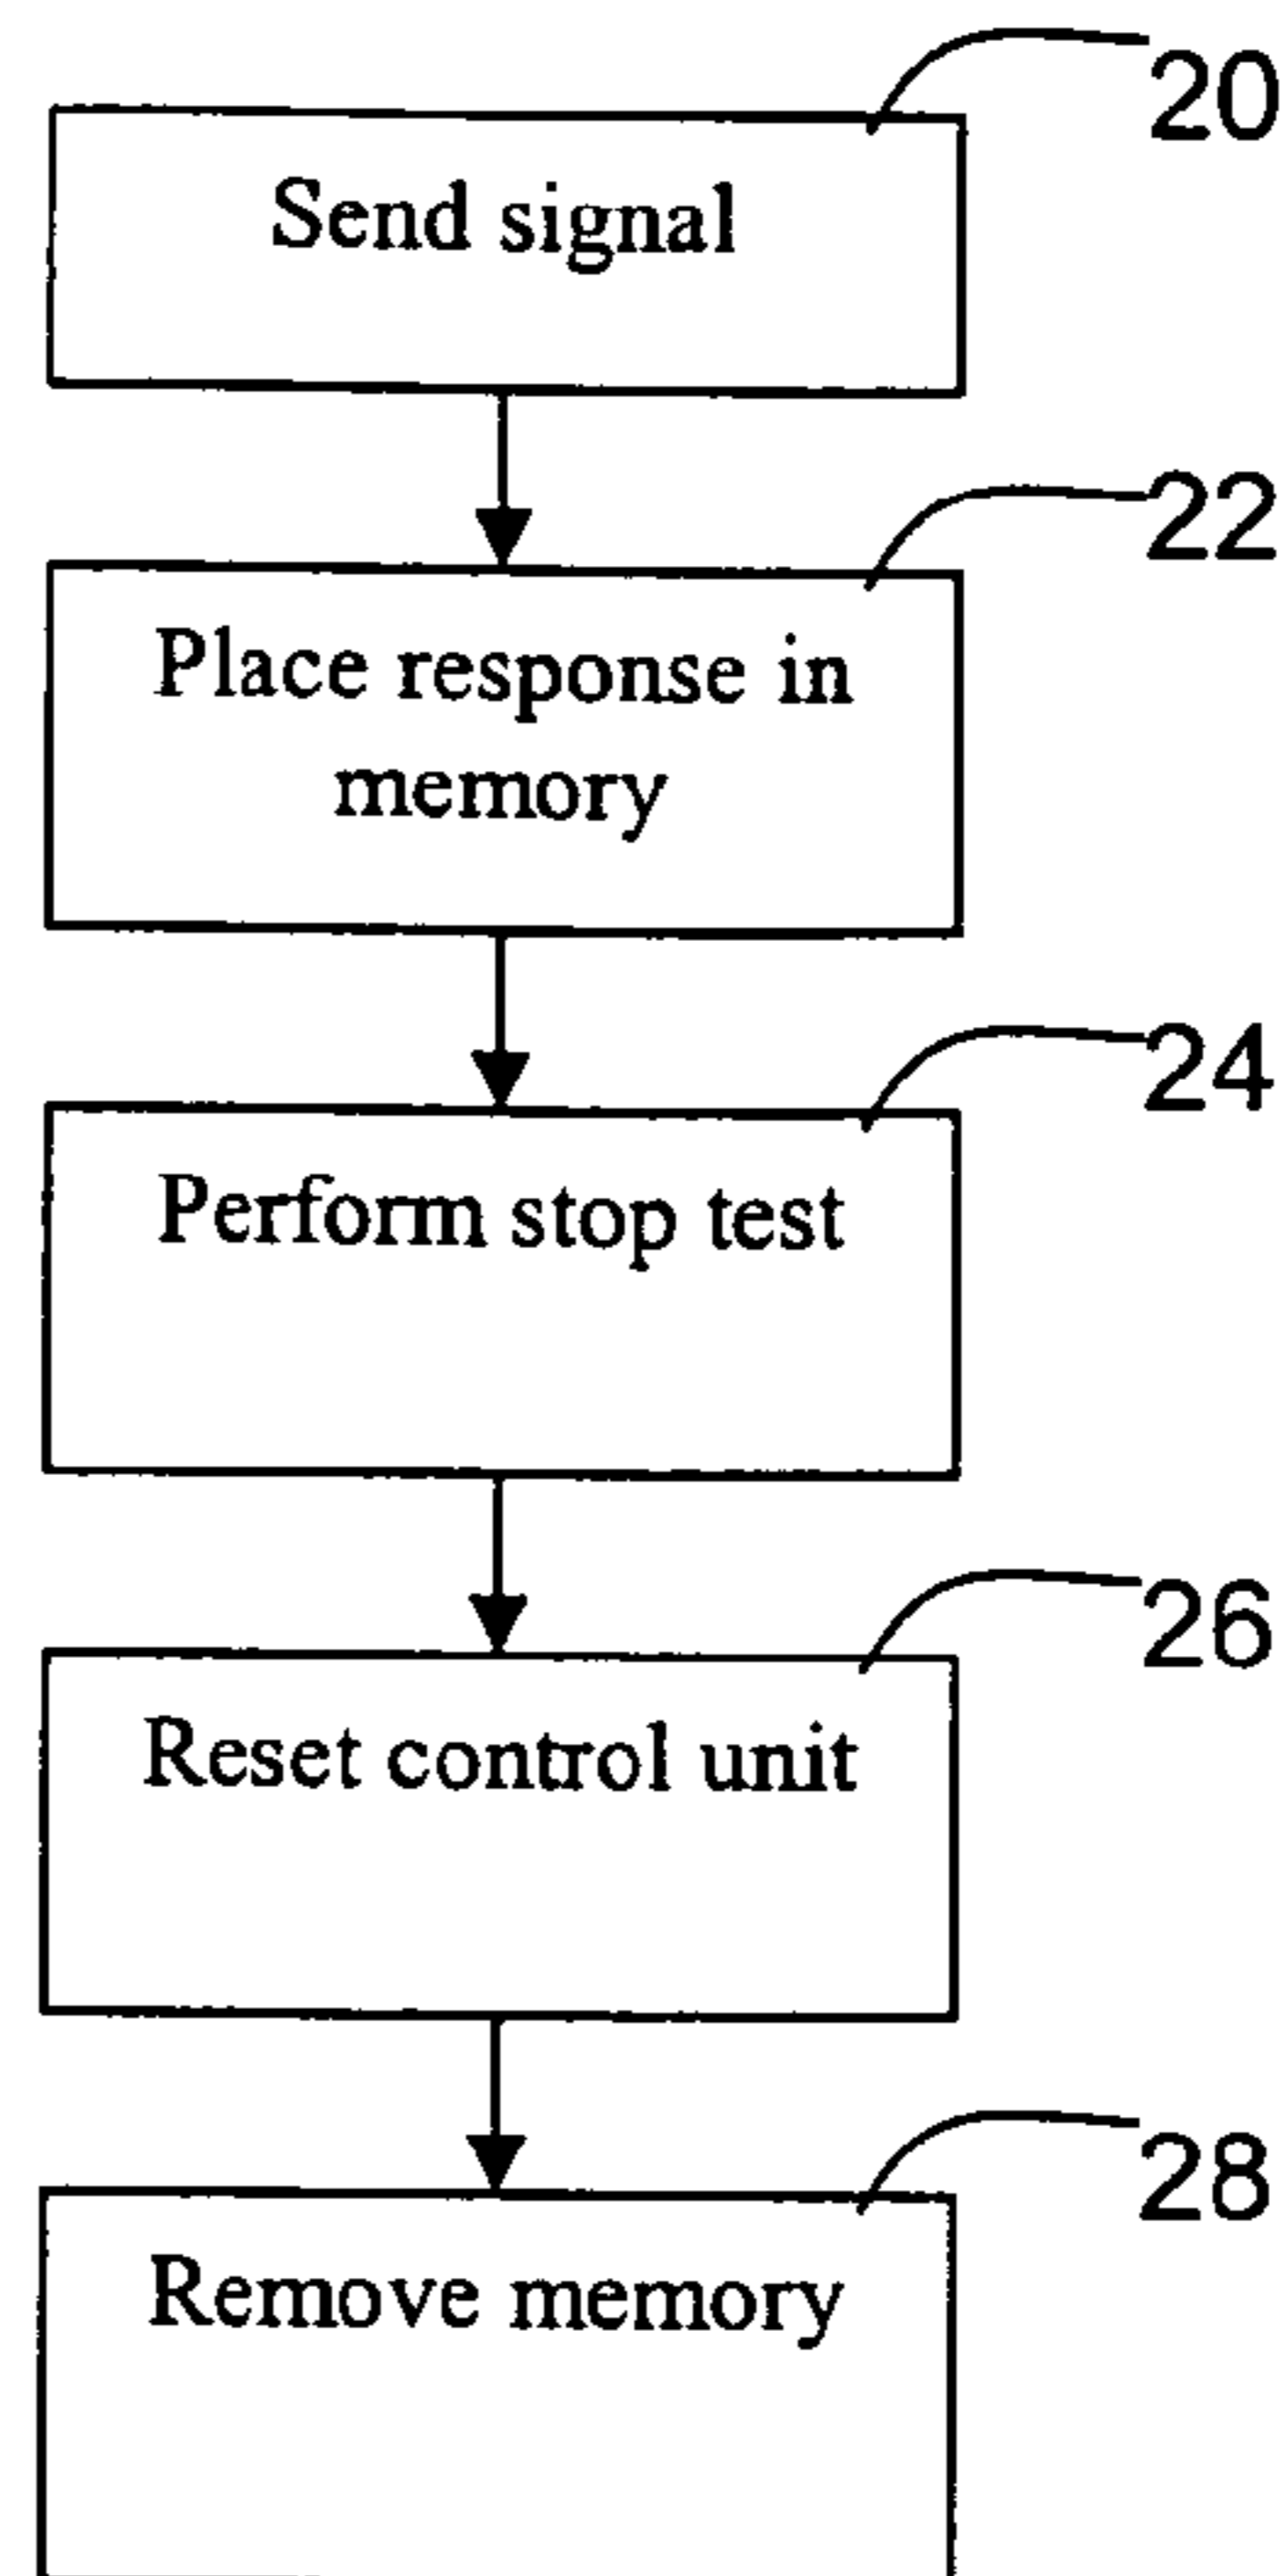 20
Send signal
22
Place response in
memory
24
Perform stop test
26
Reset control unit
28
Remove memory